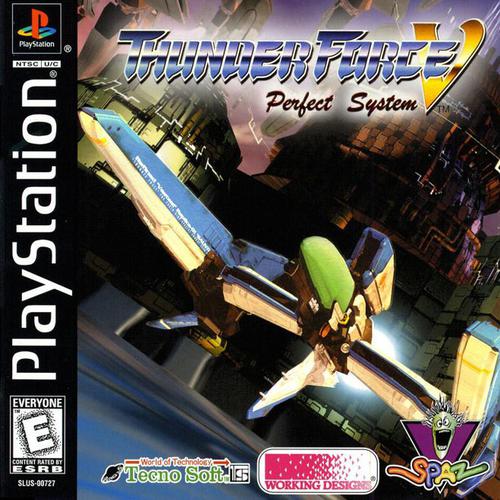 PlayStation
®
NTSC U/C
®
PlayStation
THUNDER FORCE V
Perfect System
TM
EVERYONE
TM
E
CONTENT RATED BY
ESRB
SLUS-00727
World of Technology
Tecno Soft.
WORKING DESIGNS
SPAZ